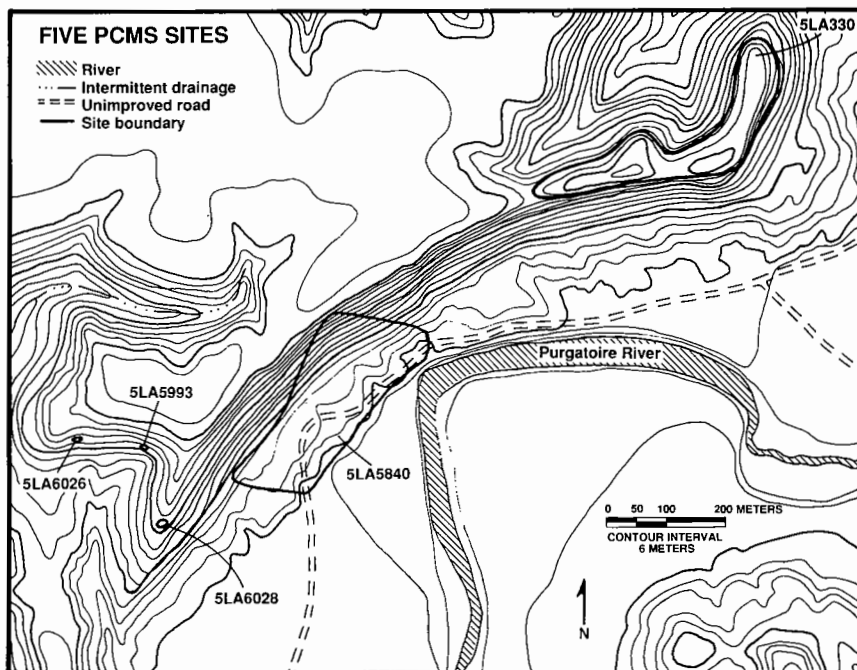 FIVE PCMS SITES
River
Intermittent drainage
Unimproved road
Site boundary
5LA330
Purgatoire River
5LA5993
5LA6026
5LA5840
5LA6028
0 50 100 200 METERS
CONTOUR INTERVAL
6 METERS
N